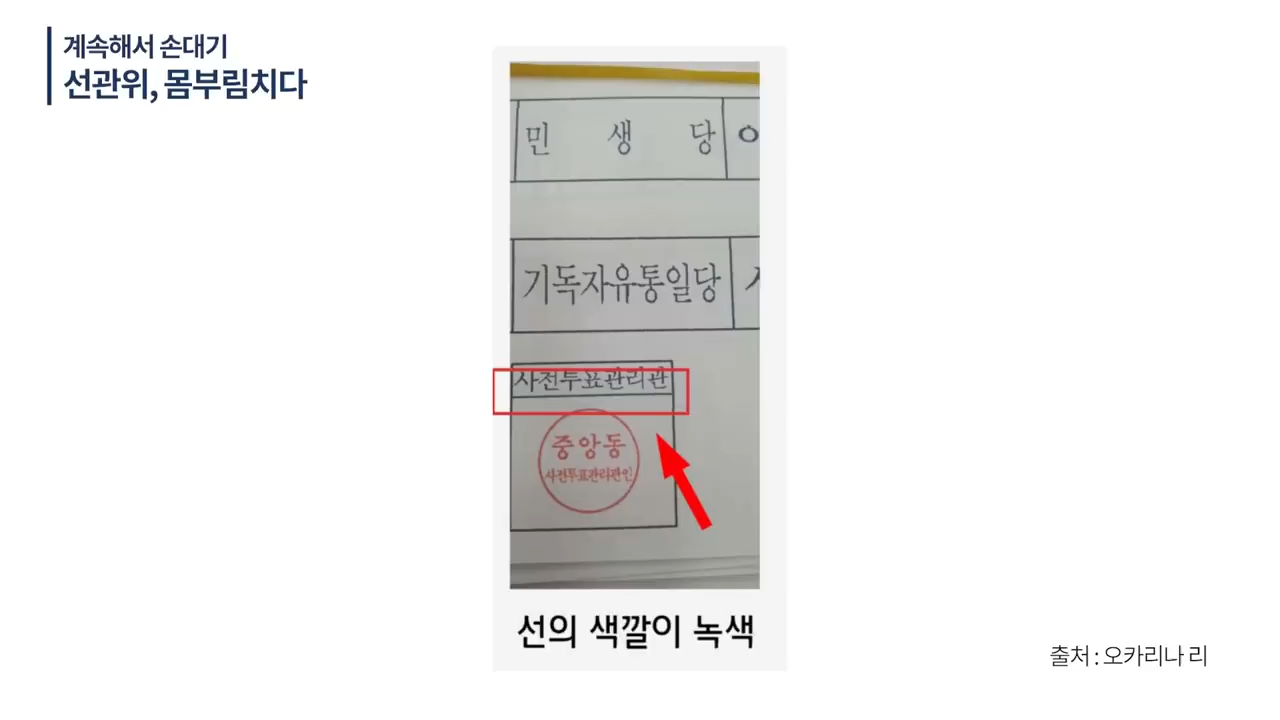 계속해서 손대기
선관위, 몸부림치다
민 생 당
기독자유통일당
사전투표관리관
중앙동
사전투표관리관인
선의 색깔이 녹색
출처 : 오카리나 리